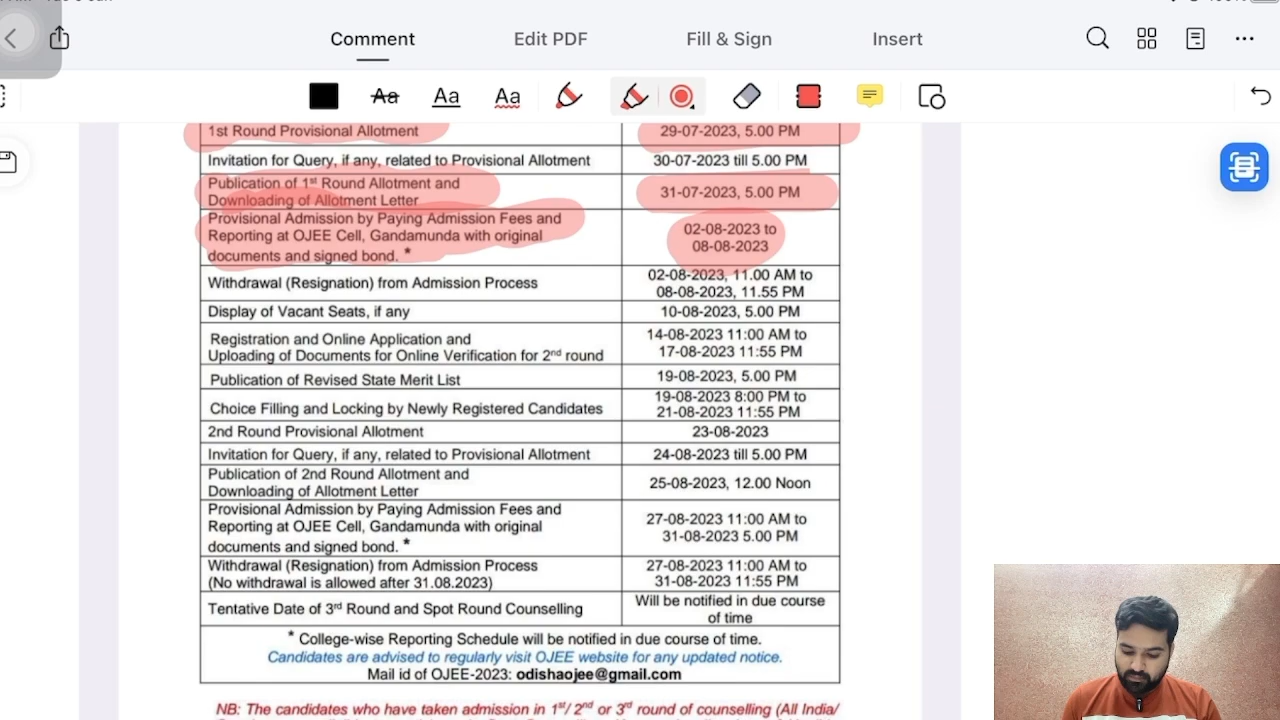 Comment
Edit PDF
Fill & Sign
Insert
Aa
Aa
Aa
1st Round Provisional Allotment
29-07-2023, 5.00 PM
Invitation for Query, if any, related to Provisional Allotment
30-07-2023 till 5.00 PM
Publication of 1st Round Allotment and
Downloading of Allotment Letter
31-07-2023, 5.00 PM
Provisional Admission by Paying Admission Fees and
Reporting at OJEE Cell, Gandamunda with original
documents and signed bond. *
02-08-2023 to
08-08-2023
Withdrawal (Resignation) from Admission Process
02-08-2023, 11.00 AM to
08-08-2023, 11.55 PM
Display of Vacant Seats, if any
10-08-2023, 5.00 PM
Registration and Online Application and
Uploading of Documents for Online Verification for 2nd round
14-08-2023 11:00 AM to
17-08-2023 11:55 PM
Publication of Revised State Merit List
19-08-2023, 5.00 PM
Choice Filling and Locking by Newly Registered Candidates
19-08-2023 8:00 PM to
21-08-2023 11:55 PM
2nd Round Provisional Allotment
23-08-2023
Invitation for Query, if any, related to Provisional Allotment
24-08-2023 till 5.00 PM
Publication of 2nd Round Allotment and
Downloading of Allotment Letter
25-08-2023, 12.00 Noon
Provisional Admission by Paying Admission Fees and
Reporting at OJEE Cell, Gandamunda with original
documents and signed bond. *
27-08-2023 11:00 AM to
31-08-2023 5.00 PM
Withdrawal (Resignation) from Admission Process
(No withdrawal is allowed after 31.08.2023)
27-08-2023 11:00 AM to
31-08-2023 11:55 PM
Tentative Date of 3rd Round and Spot Round Counselling
Will be notified in due course
of time
* College-wise Reporting Schedule will be notified in due course of time.
Candidates are advised to regularly visit OJEE website for any updated notice.
Mail id of OJEE-2023: odishaojee@gmail.com
NB: The candidates who have taken admission in 1st/ 2nd or 3rd round of counselling (All India/